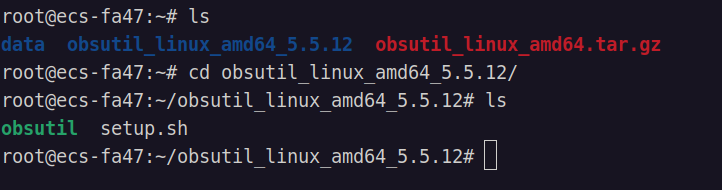 root@ecs-fa47:~# ls
data  obsutil_linux_amd64_5.5.12  obsutil_linux_amd64.tar.gz
root@ecs-fa47:~# cd obsutil_linux_amd64_5.5.12/
root@ecs-fa47:~/obsutil_linux_amd64_5.5.12# ls
obsutil  setup.sh
root@ecs-fa47:~/obsutil_linux_amd64_5.5.12#